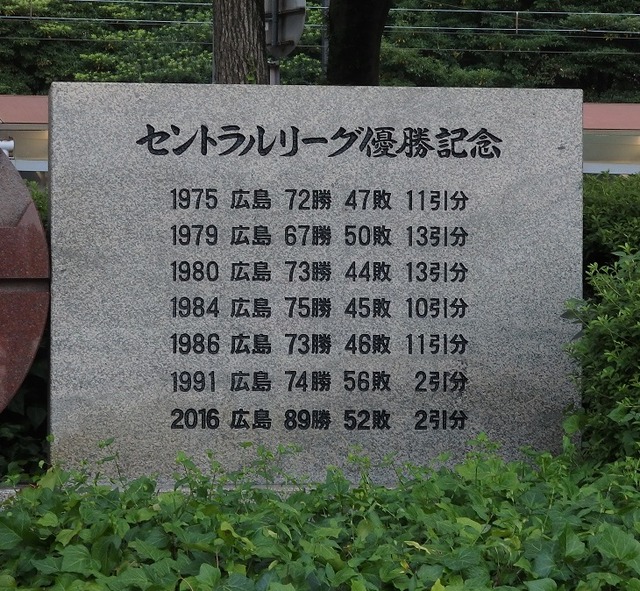 セントラルリーグ優勝記念
1975 広島 72勝 47敗 11引分
1979 広島 67勝 50敗 13引分
1980 広島 73勝 44敗 13引分
1984 広島 75勝 45敗 10引分
1986 広島 73勝 46敗 11引分
1991 広島 74勝 56敗 2引分
2016 広島 89勝 52敗 2引分